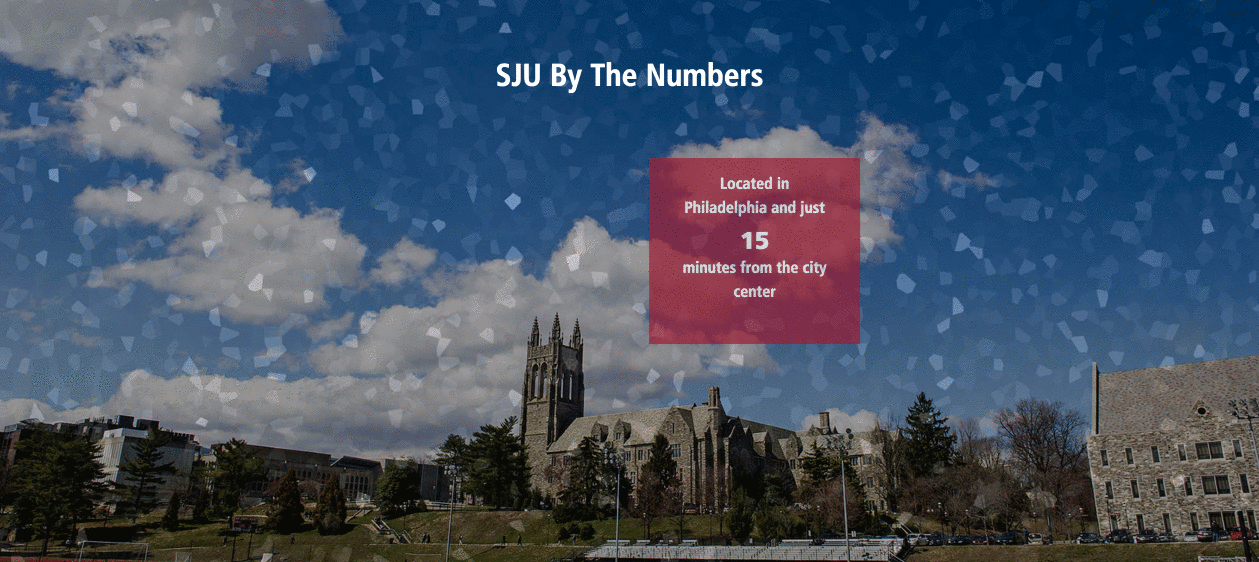 SJU By The Numbers
Located in
Philadelphia and just
15
minutes from the city
center